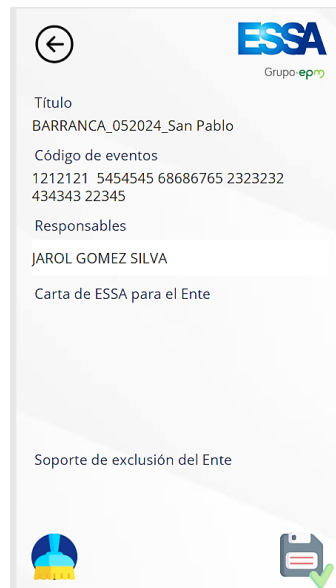 ESSA
Grupo·epm
Título
BARRANCA_052024_San Pablo
Código de eventos
1212121 5454545 68686765 2323232
434343 22345
Responsables
JAROL GOMEZ SILVA
Carta de ESSA para el Ente
Soporte de exclusión del Ente